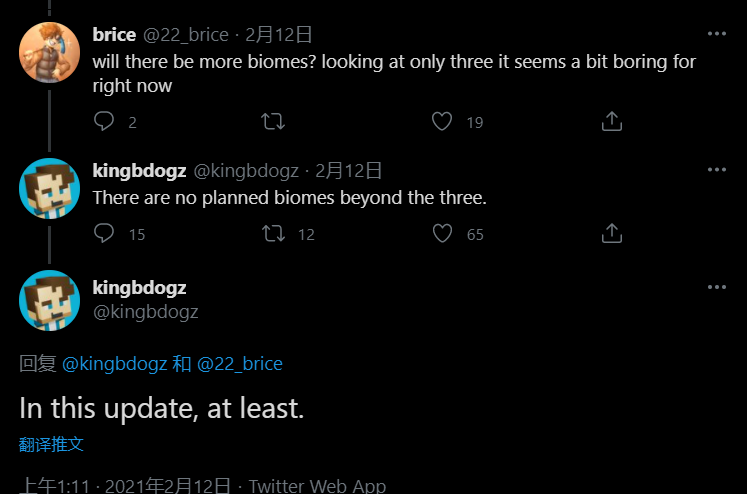 brice @22_brice · 2月12日
will there be more biomes? looking at only three it seems a bit boring for
right now
2 19
kingbdogz @kingbdogz · 2月12日
There are no planned biomes beyond the three.
15 12 65
kingbdogz
@kingbdogz
回复 @kingbdogz 和 @22_brice
In this update, at least.
翻译推文
上午1:11 · 2021年2月12日 · Twitter Web App